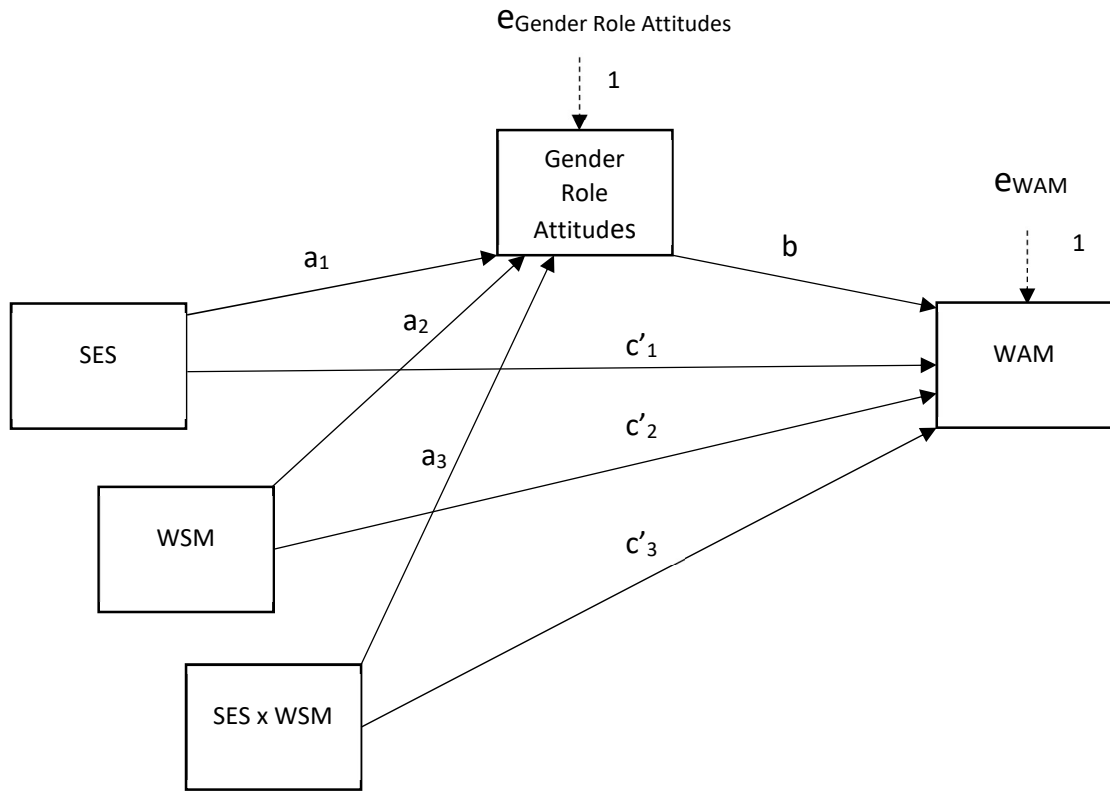 eGender Role Attitudes
1
Gender
Role
Attitudes
eWAM
1
a1
b
a2
SES
c'1
WAM
c'2
a3
WSM
c'3
SES x WSM